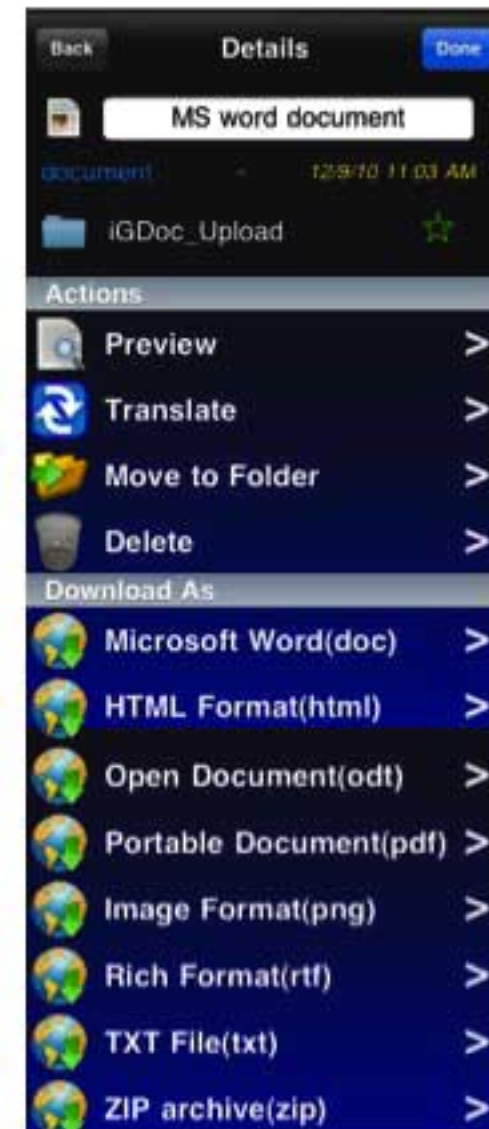 Back Details Done
MS word document
document - 12/9/10 11:03 AM
iGDoc_Upload
Actions
Preview >
Translate >
Move to Folder >
Delete >
Download As
Microsoft Word(doc) >
HTML Format(html) >
Open Document(odt) >
Portable Document(pdf) >
Image Format(png) >
Rich Format(rtf) >
TXT File(txt) >
ZIP archive(zip) >